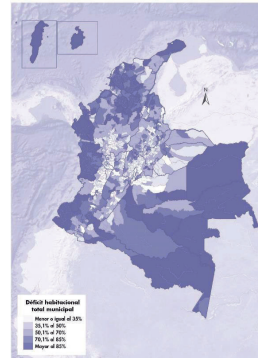 N
Déficit habitacional
total municipal
Menor o igual al 35%
35,1% al 50%
50,1% al 70%
70,1% al 85%
Mayor al 85%